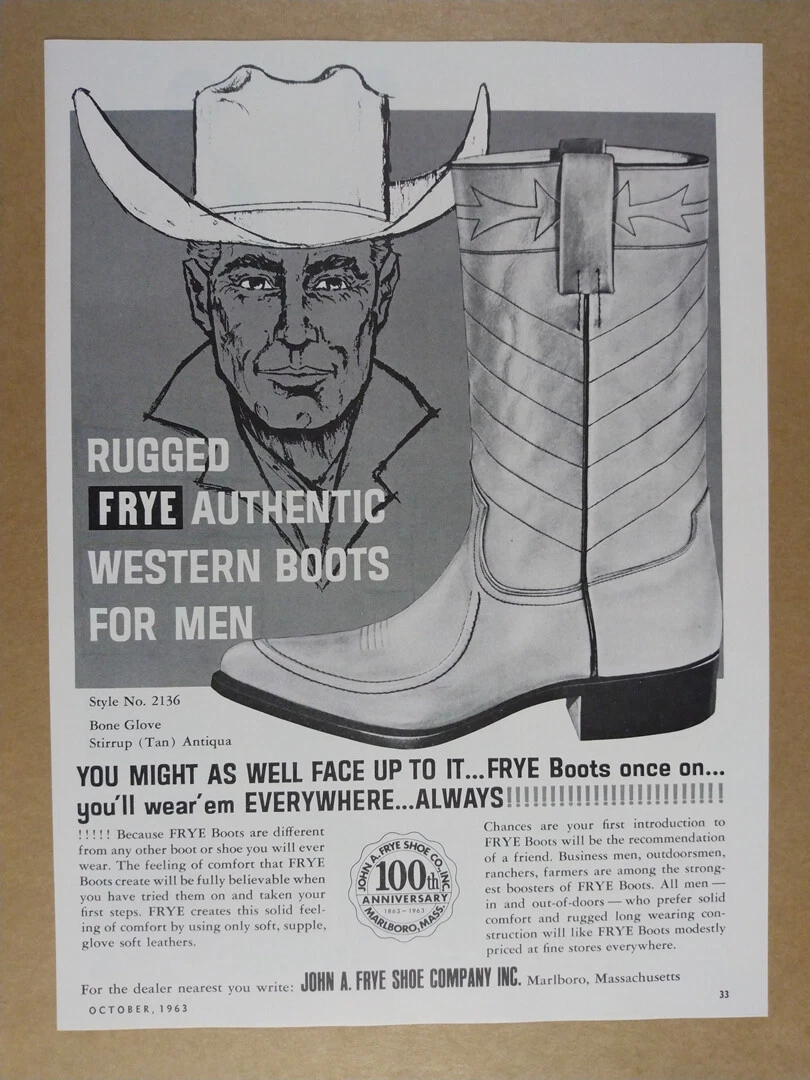 RUGGED
FRYE AUTHENTIC
WESTERN BOOTS
FOR MEN
Style No. 2136
Bone Glove
Stirrup (Tan) Antiqua
YOU MIGHT AS WELL FACE UP TO IT...FRYE Boots once on...
you'll wear'em EVERYWHERE...ALWAYS!!!!!!!!!!!!!!!!!!!!!!!!!!
!!!!! Because FRYE Boots are different
from any other boot or shoe you will ever
wear. The feeling of comfort that FRYE
Boots create will be fully believable when
you have tried them on and taken your
first steps. FRYE creates this solid feel-
ing of comfort by using only soft, supple,
glove soft leathers.
JOHN A. FRYE SHOE CO., INC.
100th
ANNIVERSARY
1863-1963
MARLBORO, MASS.
Chances are your first introduction to
FRYE Boots will be the recommendation
of a friend. Business men, outdoorsmen,
ranchers, farmers are among the strong-
est boosters of FRYE Boots. All men —
in and out-of-doors — who prefer solid
comfort and rugged long wearing con-
struction will like FRYE Boots modestly
priced at fine stores everywhere.
For the dealer nearest you write: JOHN A. FRYE SHOE COMPANY INC. Marlboro, Massachusetts
OCTOBER, 1963
33